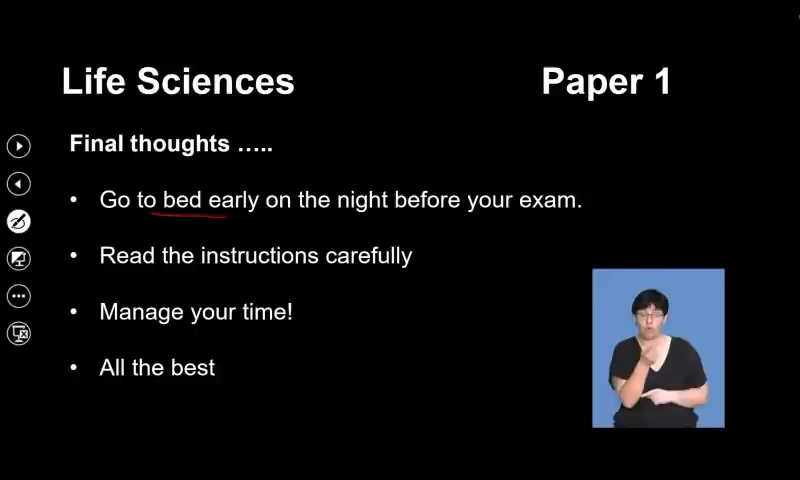 Life Sciences Paper 1
Final thoughts …..
• Go to bed early on the night before your exam.
• Read the instructions carefully
• Manage your time!
• All the best